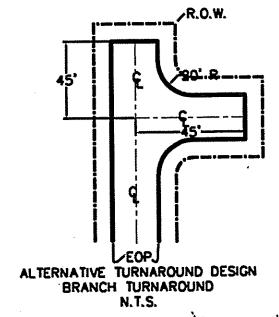 R.O.W.
45'
℄
20' R
℄
45'
℄
EOP
ALTERNATIVE TURNAROUND DESIGN
BRANCH TURNAROUND
N.T.S.